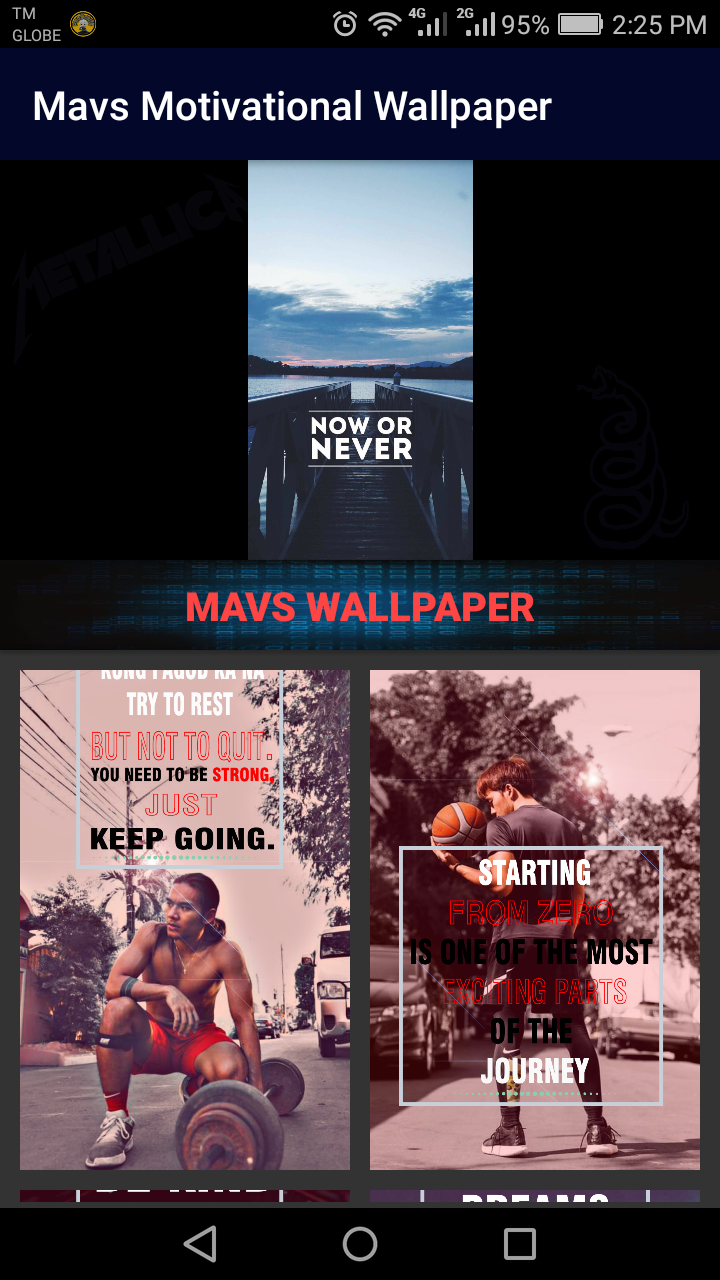 TM
GLOBE
4G 2G 95% 2:25 PM
Mavs Motivational Wallpaper
METALLICA
NOW OR
NEVER
MAVS WALLPAPER
KUNG PAGOD KA NA
TRY TO REST
BUT NOT TO QUIT.
YOU NEED TO BE STRONG,
JUST
KEEP GOING.
STARTING
FROM ZERO
IS ONE OF THE MOST
EXCITING PARTS
OF THE
JOURNEY
BE KIND
DREAMS